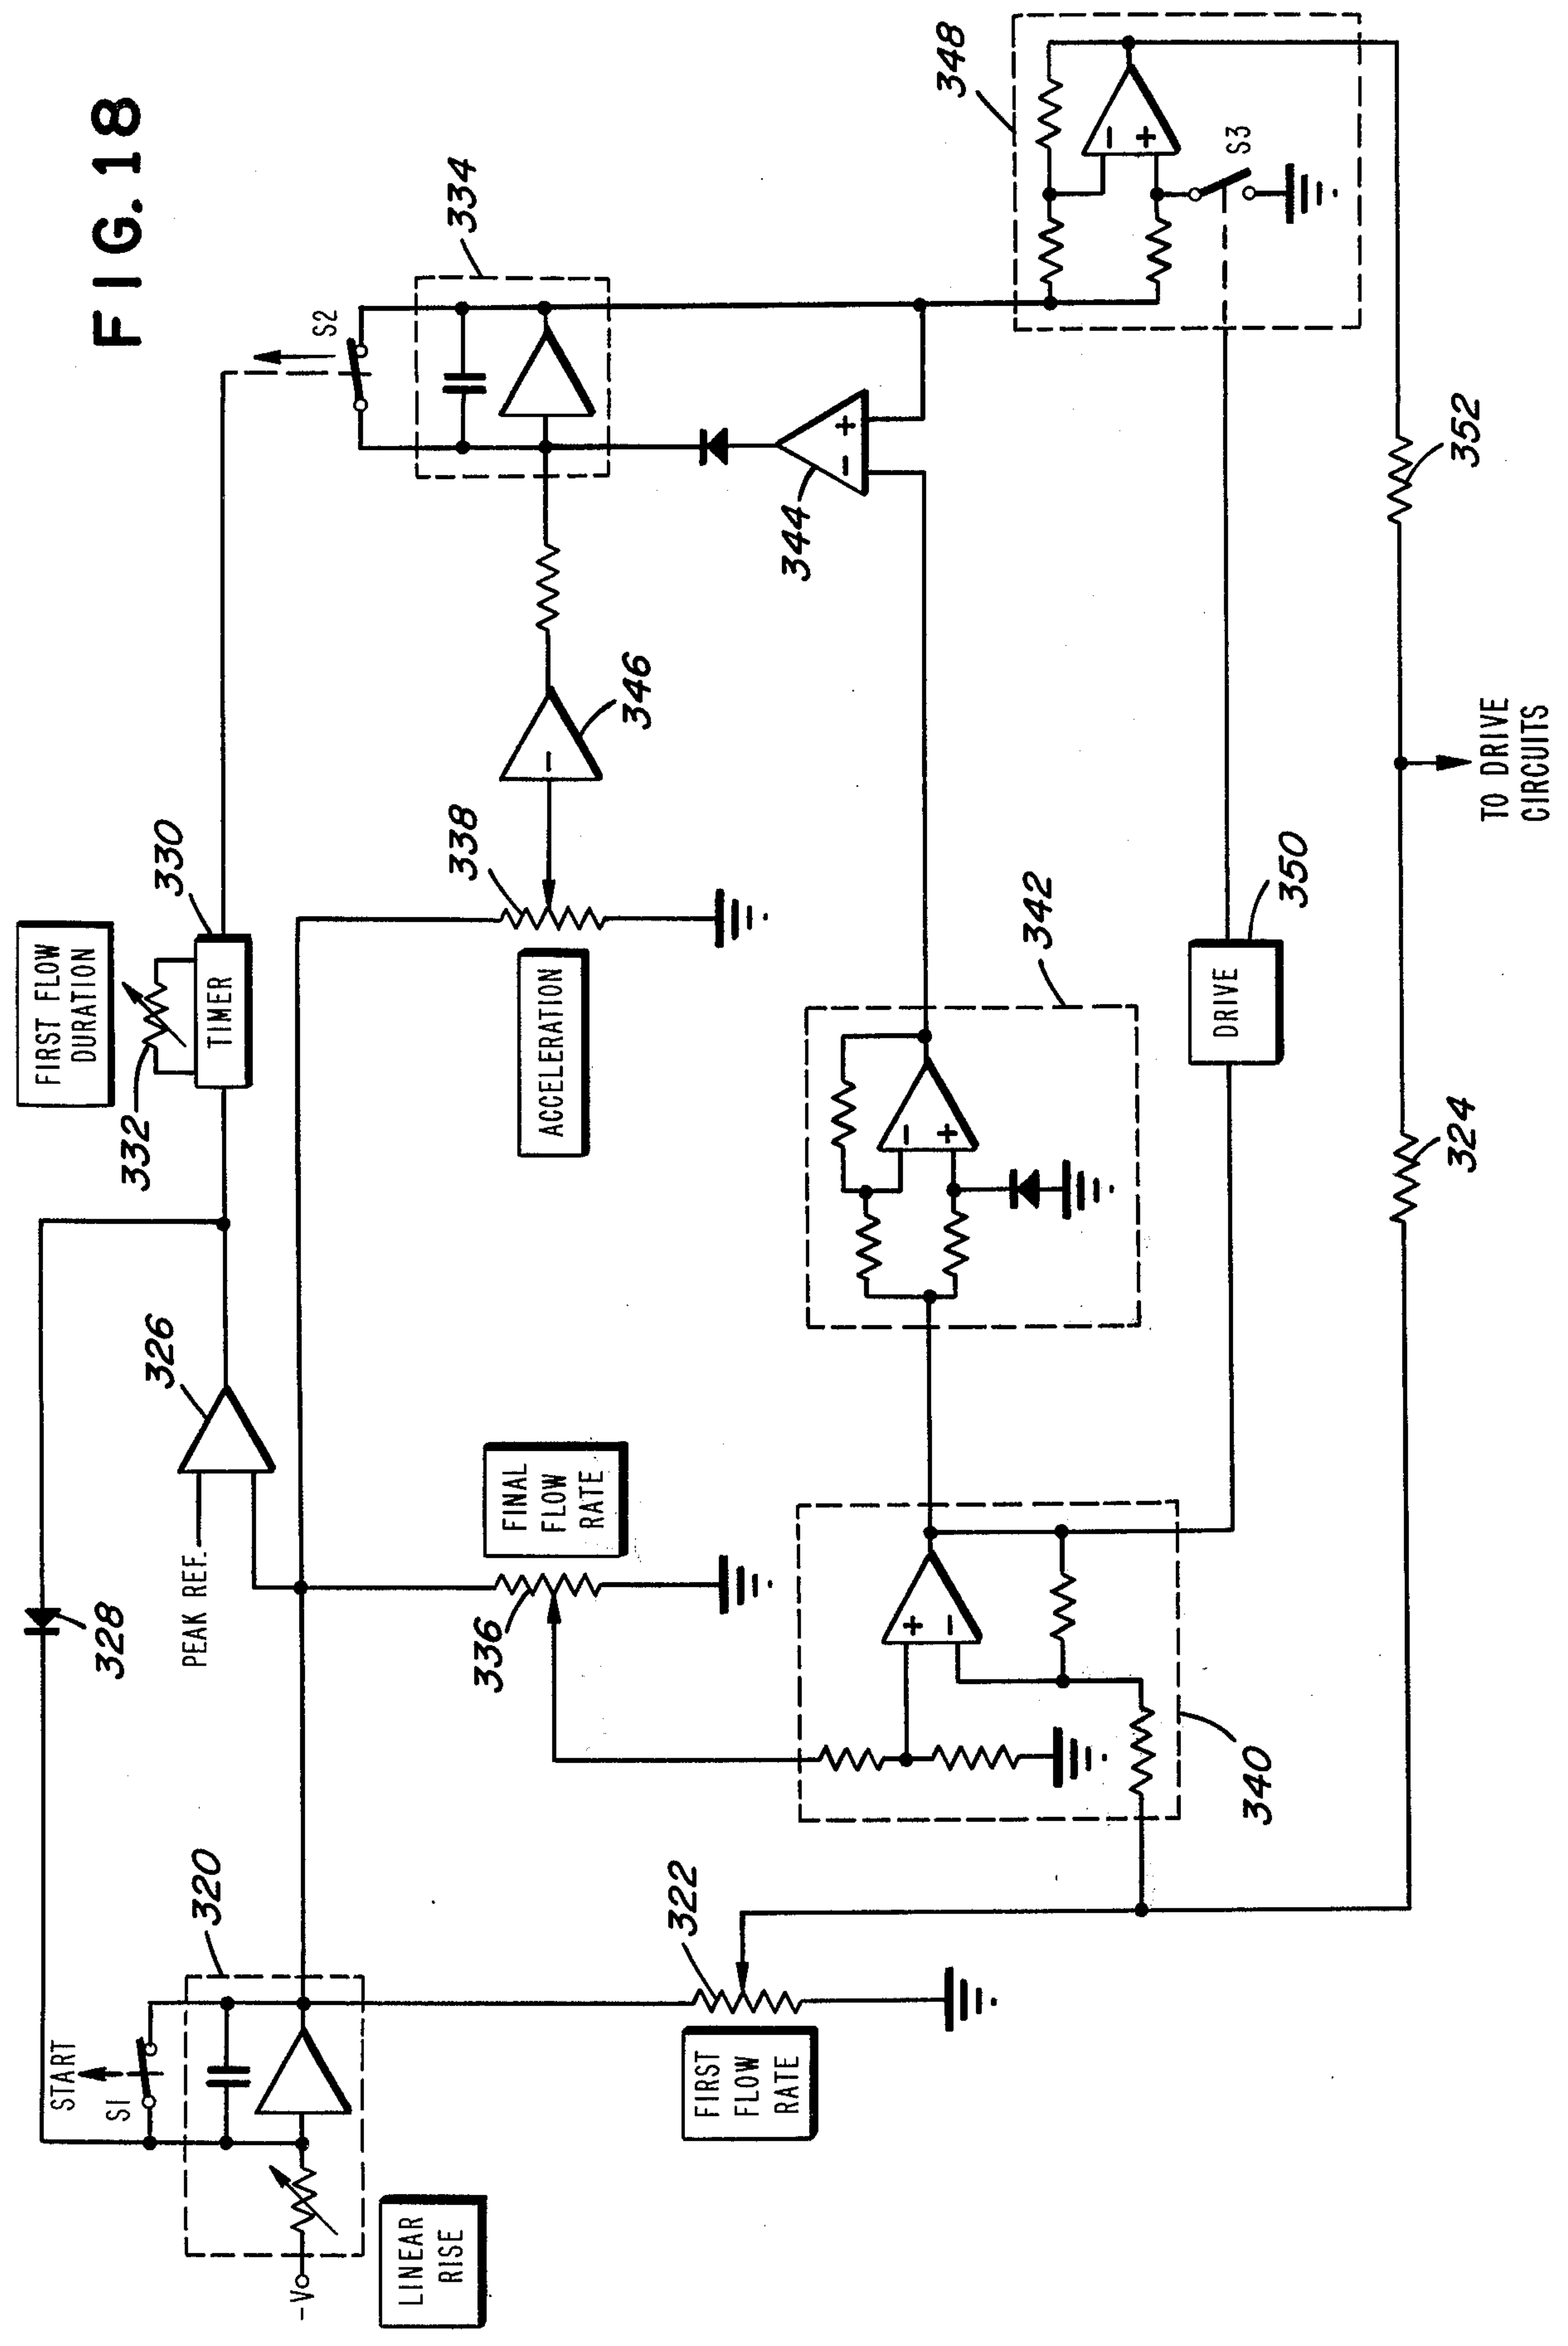 FIG. 18
START
S1
320
-V
LINEAR
RISE
328
PEAK REF.
326
332
FIRST FLOW
DURATION
TIMER
330
S2
334
322
FIRST
FLOW
RATE
336
FINAL
FLOW
RATE
338
ACCELERATION
–
346
344
–
+
340
+
–
342
–
+
DRIVE
350
348
–
+
S3
324
352
TO DRIVE
CIRCUITS